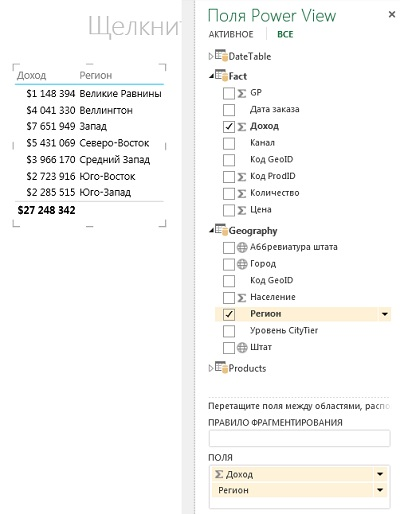 Щелкнит
Доход Регион
$1 148 394 Великие Равнины
$4 041 330 Веллингтон
$7 651 949 Запад
$5 431 069 Северо-Восток
$3 966 170 Средний Запад
$2 723 916 Юго-Восток
$2 285 515 Юго-Запад
$27 248 342
Поля Power View
АКТИВНОЕ ВСЕ
DateTable
Fact
GP
Дата заказа
Доход
Канал
Код GeoID
Код ProdID
Количество
Цена
Geography
Аббревиатура штата
Город
Код GeoID
Население
Регион
Уровень CityTier
Штат
Products
Перетащите поля между областями, распо
ПРАВИЛО ФРАГМЕНТИРОВАНИЯ
ПОЛЯ
Σ Доход
Регион